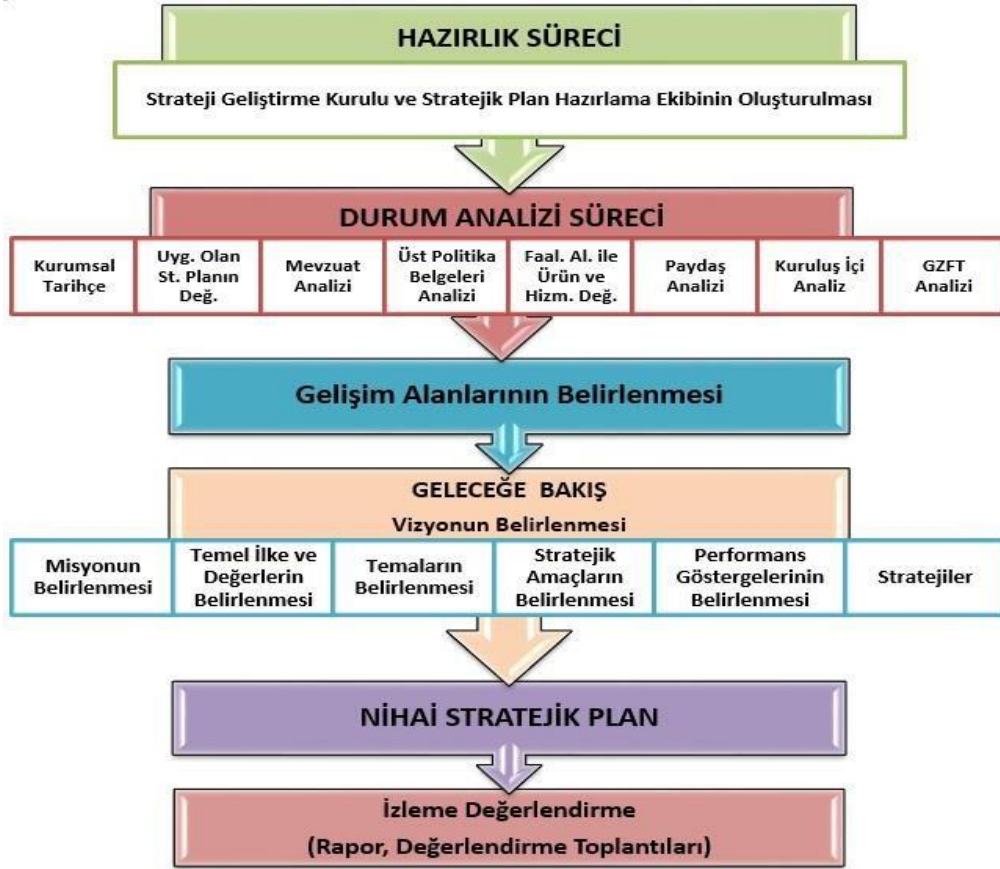 HAZIRLIK SÜRECİ
Strateji Geliştirme Kurulu ve Stratejik Plan Hazırlama Ekibinin Oluşturulması
DURUM ANALİZİ SÜRECİ
Kurumsal
Tarihçe
Uyg. Olan
St. Planın
Değ.
Mevzuat
Analizi
Üst Politika
Belgeleri
Analizi
Faal. Al. ile
Ürün ve
Hizm. Değ.
Paydaş
Analizi
Kuruluş İçi
Analiz
GZFT
Analizi
Gelişim Alanlarının Belirlenmesi
GELECEĞE BAKIŞ
Vizyonun Belirlenmesi
Misyonun
Belirlenmesi
Temel İlke ve
Değerlerin
Belirlenmesi
Temaların
Belirlenmesi
Stratejik
Amaçların
Belirlenmesi
Performans
Göstergelerinin
Belirlenmesi
Stratejiler
NİHAİ STRATEJİK PLAN
İzleme Değerlendirme
(Rapor, Değerlendirme Toplantıları)